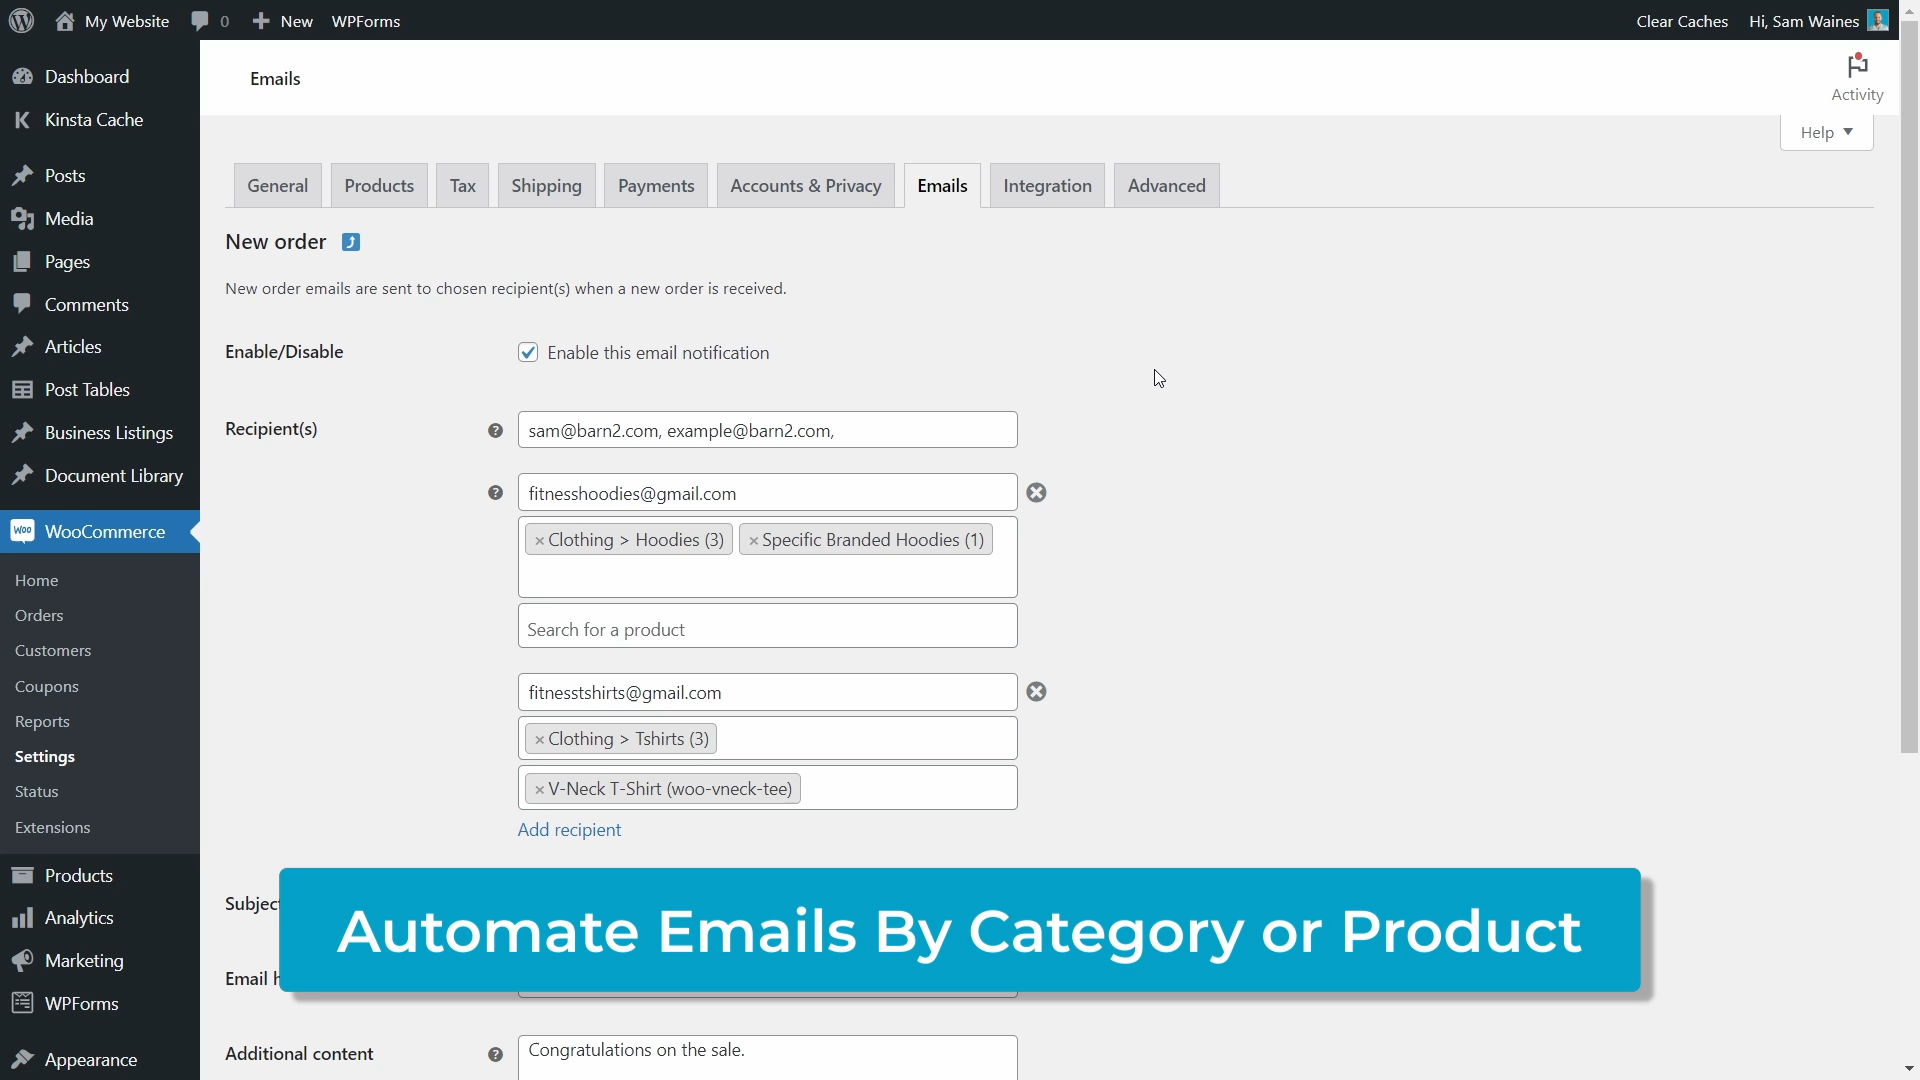 My Website
0
New
WPForms
Clear Caches
Hi, Sam Waines
Dashboard
Kinsta Cache
Posts
Media
Pages
Comments
Articles
Post Tables
Business Listings
Document Library
Woo
WooCommerce
Home
Orders
Customers
Coupons
Reports
Settings
Status
Extensions
Products
Analytics
Marketing
WPForms
Appearance
Emails
Activity
Help
General
Products
Tax
Shipping
Payments
Accounts & Privacy
Emails
Integration
Advanced
New order
New order emails are sent to chosen recipient(s) when a new order is received.
Enable/Disable
Enable this email notification
Recipient(s)
sam@barn2.com, example@barn2.com,
fitnesshoodies@gmail.com
× Clothing > Hoodies (3)
× Specific Branded Hoodies (1)
Search for a product
fitnesstshirts@gmail.com
× Clothing > Tshirts (3)
× V-Neck T-Shirt (woo-vneck-tee)
Add recipient
Automate Emails By Category or Product
Email
Additional content
Congratulations on the sale.